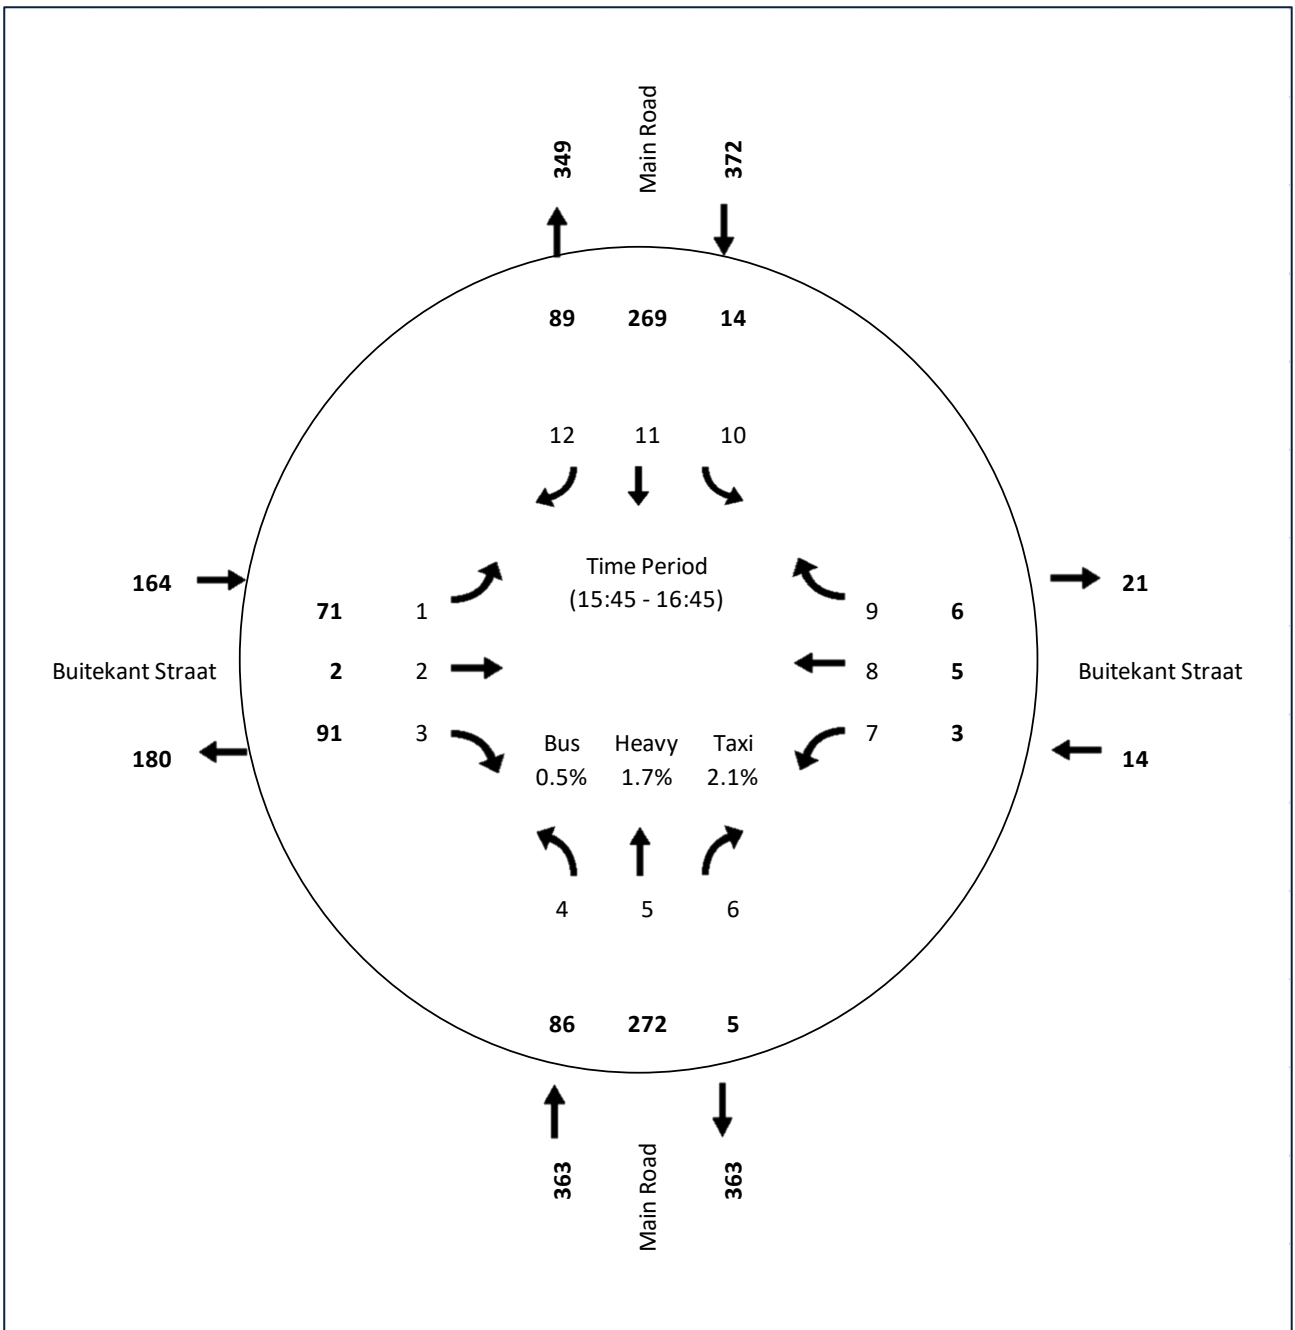 349 Main Road 372
89 269 14
12 11 10
Time Period
(15:45 - 16:45)
164
21
71 1
9 6
Buitekant Straat
2 2
8 5
Buitekant Straat
91 3
7 3
180
14
Bus Heavy Taxi
0.5% 1.7% 2.1%
4 5 6
86 272 5
363 Main Road 363